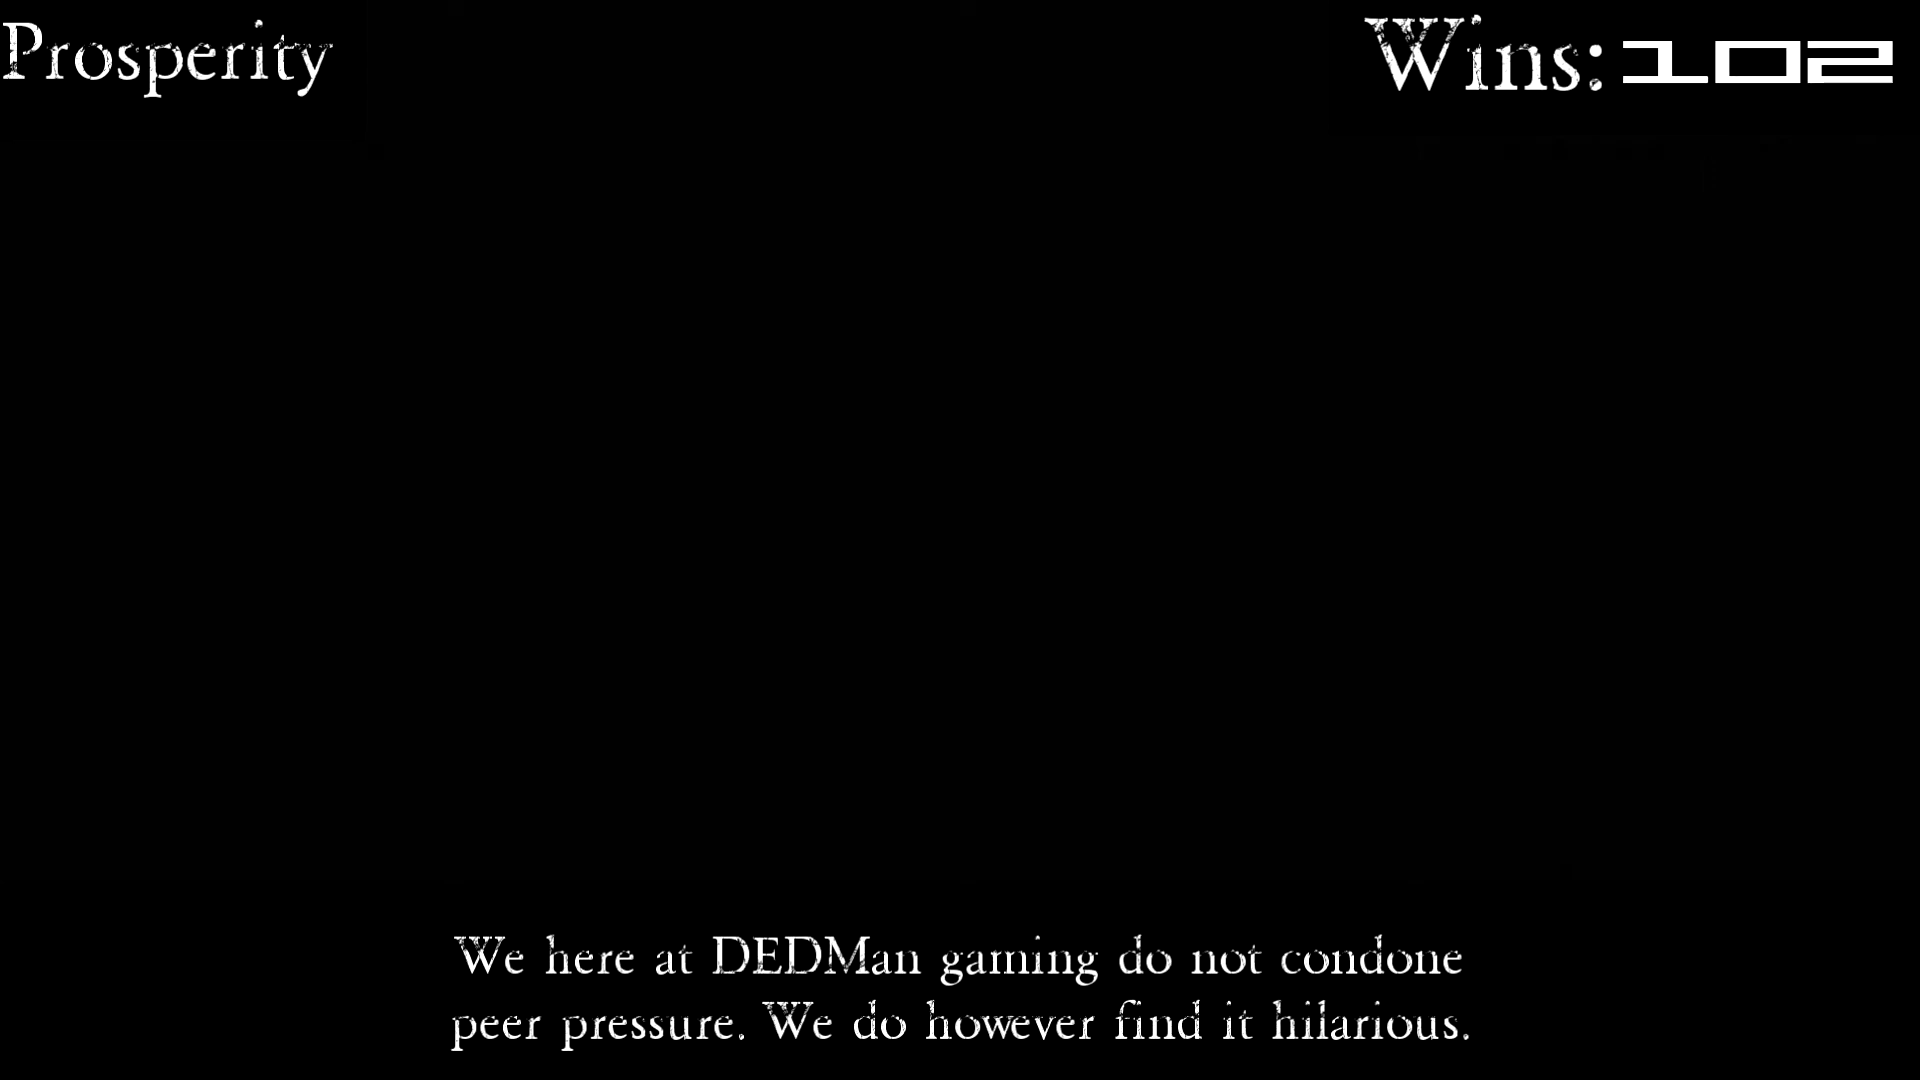 Prosperity
Wins: 102
We here at DEDMan gaming do not condone
peer pressure. We do however find it hilarious.